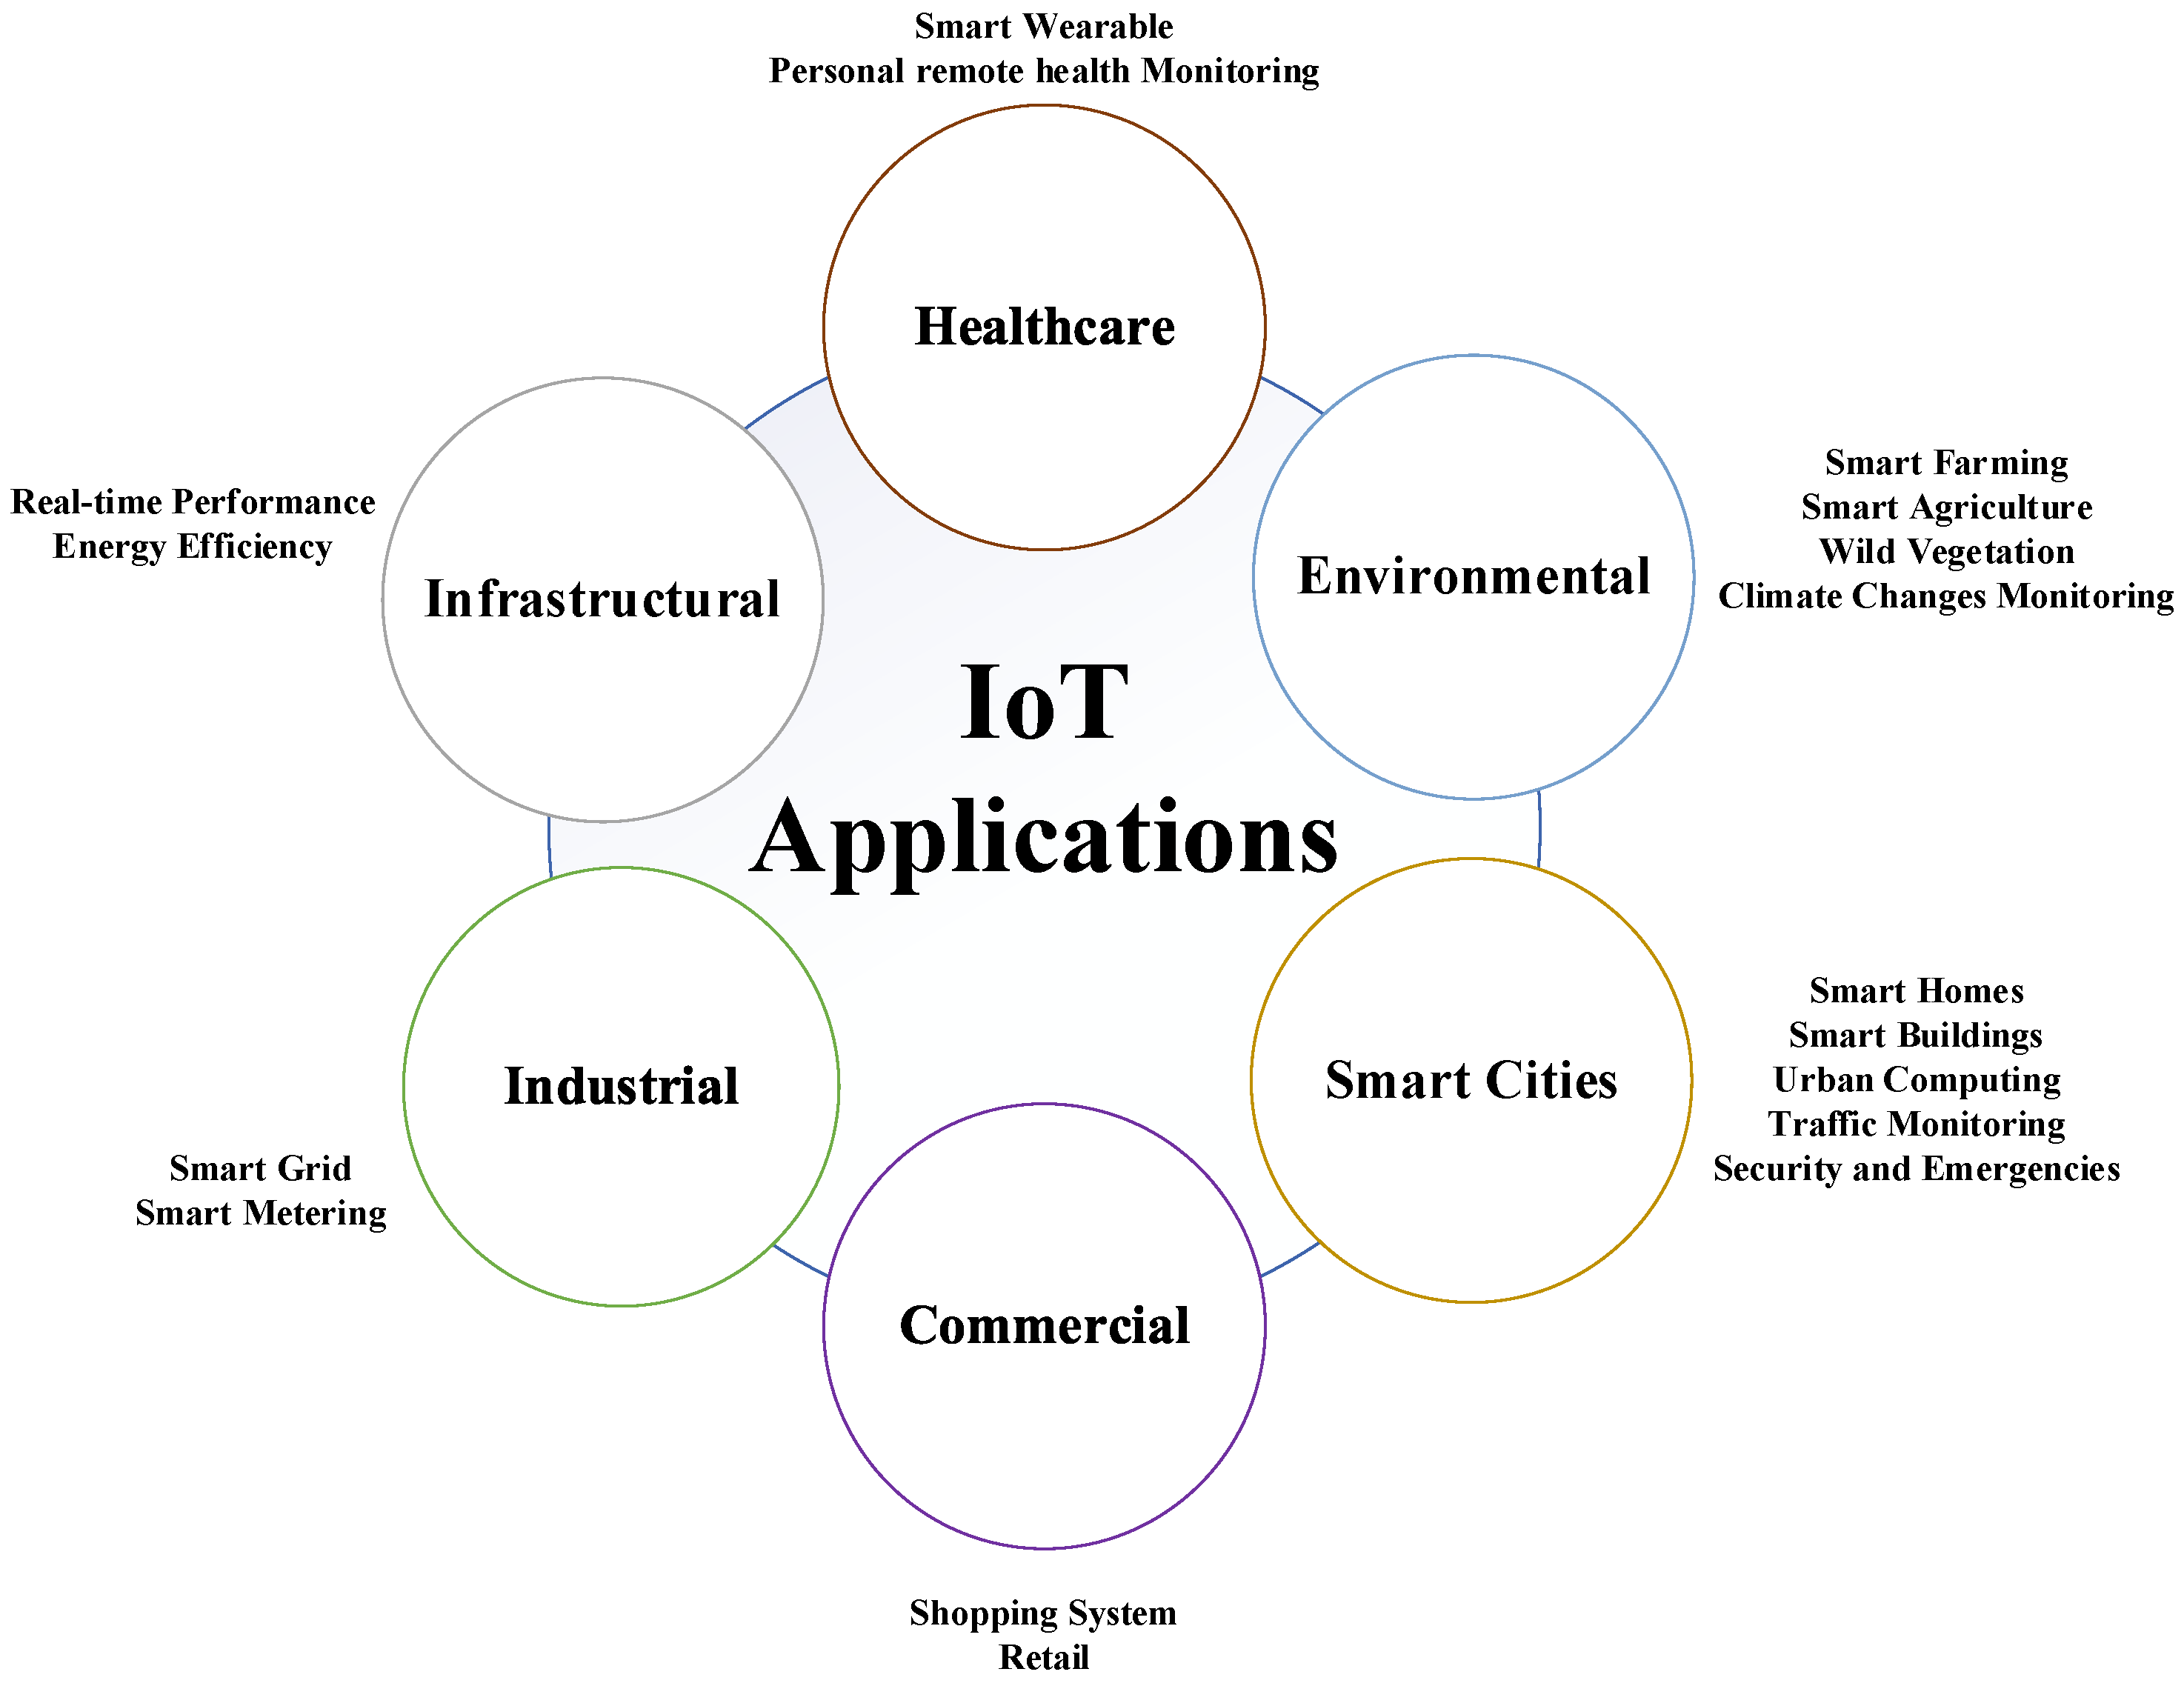 Smart Wearable
Personal remote health Monitoring
Healthcare
Smart Farming
Smart Agriculture
Wild Vegetation
Climate Changes Monitoring
Environmental
Real-time Performance
Energy Efficiency
Infrastructural
IoT
Applications
Smart Homes
Smart Buildings
Urban Computing
Traffic Monitoring
Security and Emergencies
Smart Cities
Industrial
Smart Grid
Smart Metering
Commercial
Shopping System
Retail